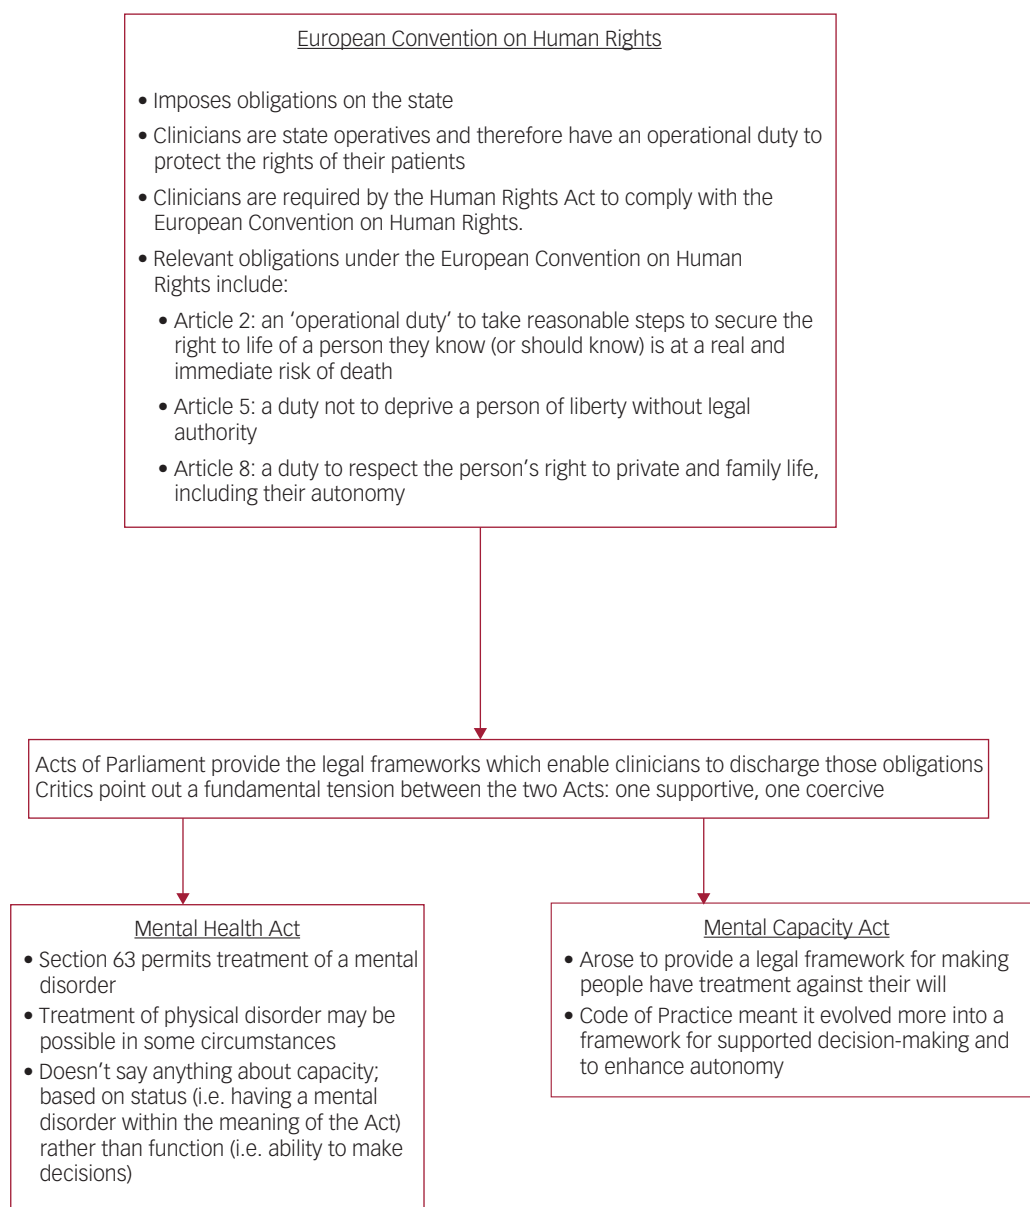 European Convention on Human Rights
• Imposes obligations on the state
• Clinicians are state operatives and therefore have an operational duty to
protect the rights of their patients
• Clinicians are required by the Human Rights Act to comply with the
European Convention on Human Rights.
• Relevant obligations under the European Convention on Human
Rights include:
• Article 2: an ‘operational duty’ to take reasonable steps to secure the
right to life of a person they know (or should know) is at a real and
immediate risk of death
• Article 5: a duty not to deprive a person of liberty without legal
authority
• Article 8: a duty to respect the person’s right to private and family life,
including their autonomy
Acts of Parliament provide the legal frameworks which enable clinicians to discharge those obligations
Critics point out a fundamental tension between the two Acts: one supportive, one coercive
Mental Health Act
• Section 63 permits treatment of a mental
disorder
• Treatment of physical disorder may be
possible in some circumstances
• Doesn’t say anything about capacity;
based on status (i.e. having a mental
disorder within the meaning of the Act)
rather than function (i.e. ability to make
decisions)
Mental Capacity Act
• Arose to provide a legal framework for making
people have treatment against their will
• Code of Practice meant it evolved more into a
framework for supported decision-making and
to enhance autonomy